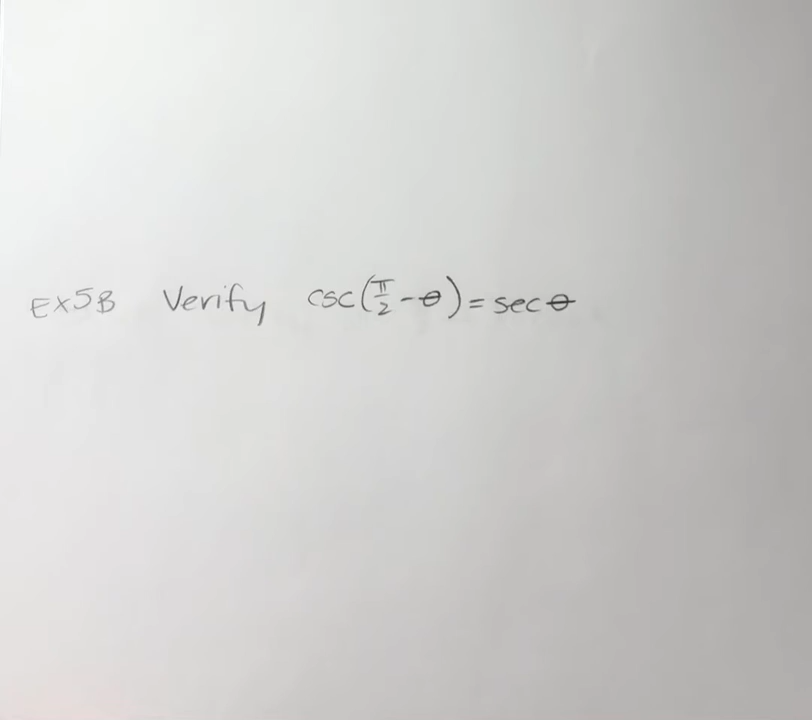 EX5B Verify csc(π/2 - θ) = sec θ